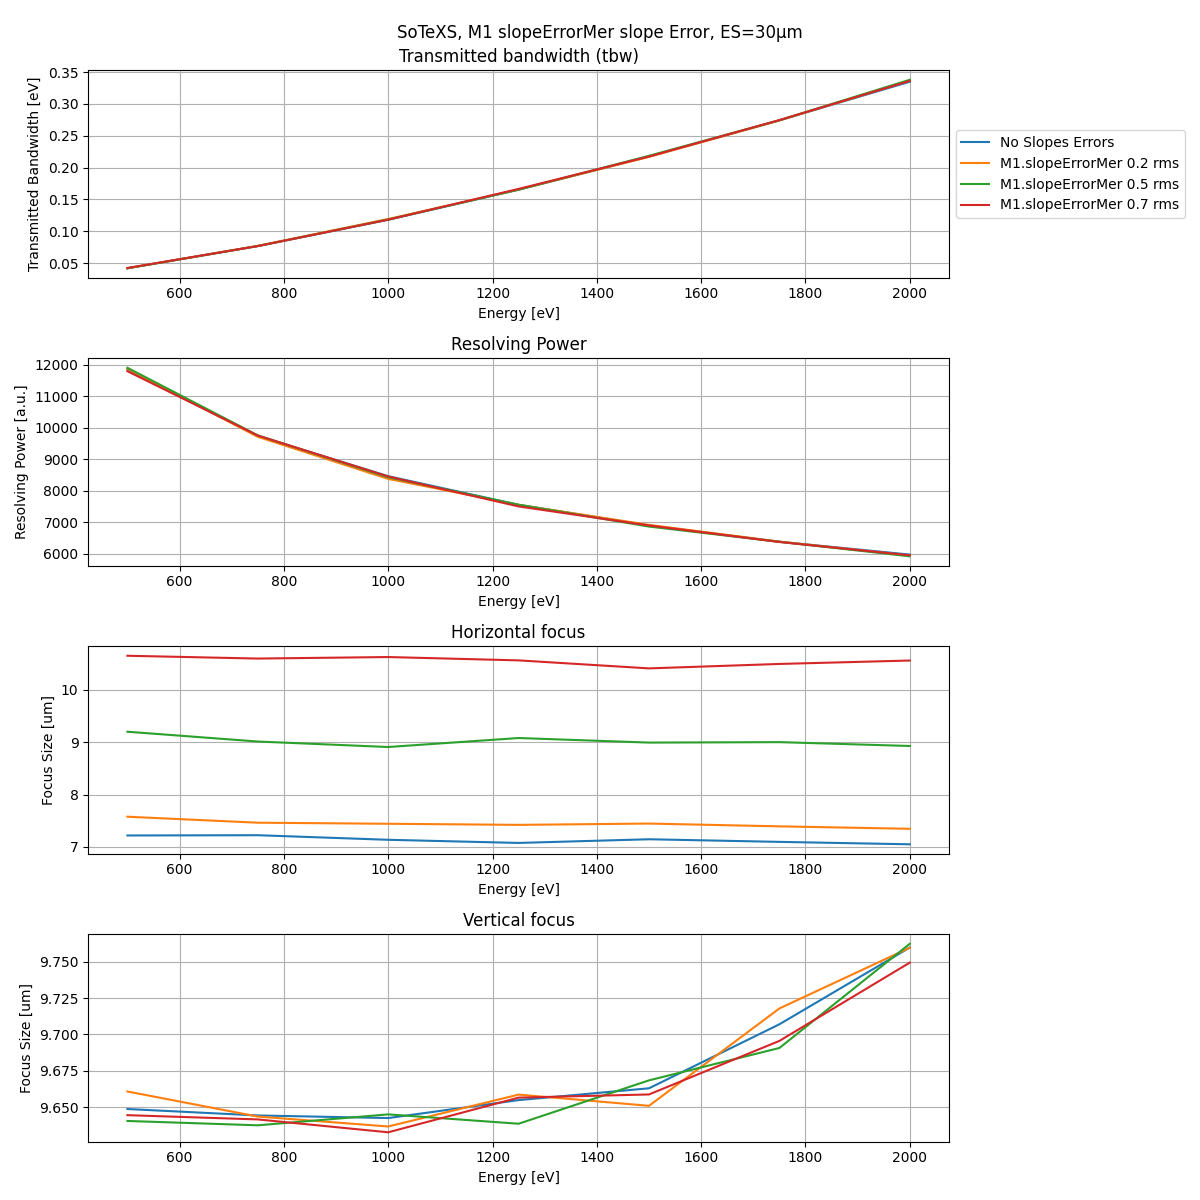 SoTeXS, M1 slopeErrorMer slope Error, ES=30μm
Transmitted bandwidth (tbw)
Transmitted Bandwidth [eV]
0.35
0.30
0.25
0.20
0.15
0.10
0.05
600 800 1000 1200 1400 1600 1800 2000
Energy [eV]
No Slopes Errors
M1.slopeErrorMer 0.2 rms
M1.slopeErrorMer 0.5 rms
M1.slopeErrorMer 0.7 rms
Resolving Power
Resolving Power [a.u.]
12000
11000
10000
9000
8000
7000
6000
600 800 1000 1200 1400 1600 1800 2000
Energy [eV]
Horizontal focus
Focus Size [um]
10
9
8
7
600 800 1000 1200 1400 1600 1800 2000
Energy [eV]
Vertical focus
Focus Size [um]
9.750
9.725
9.700
9.675
9.650
600 800 1000 1200 1400 1600 1800 2000
Energy [eV]